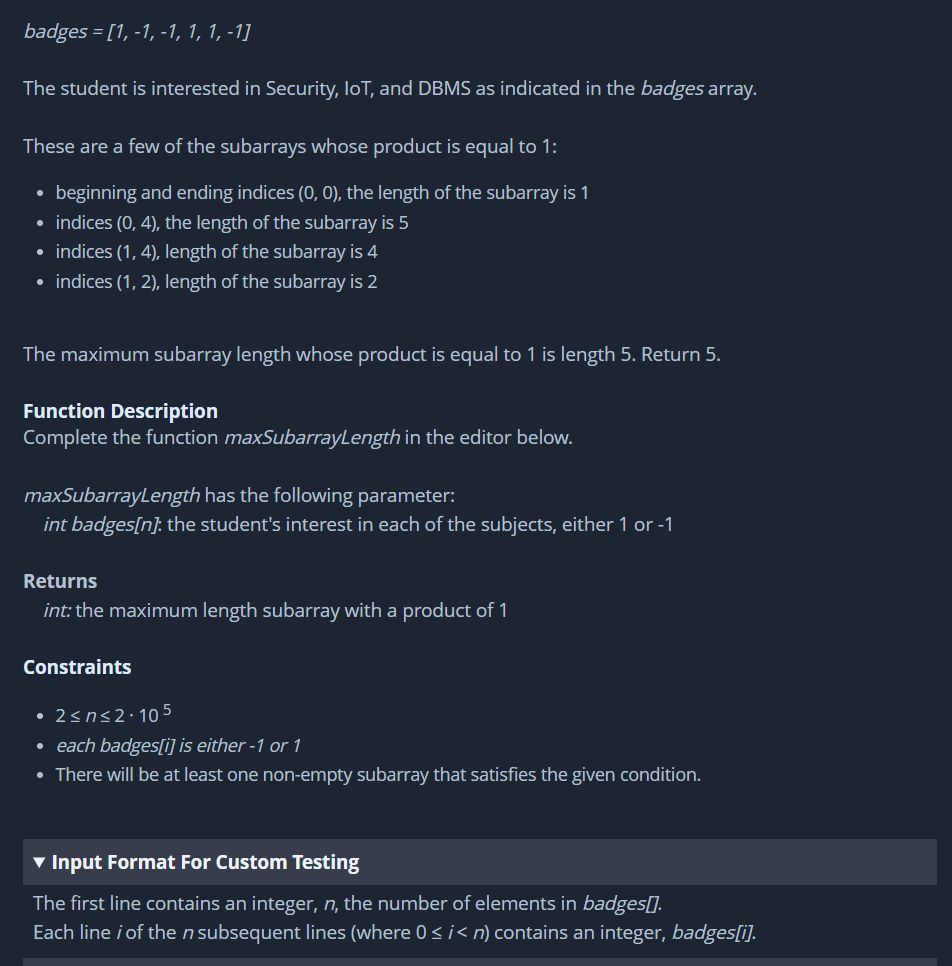 badges = [1, -1, -1, 1, 1, -1]
The student is interested in Security, IoT, and DBMS as indicated in the badges array.
These are a few of the subarrays whose product is equal to 1:
• beginning and ending indices (0, 0), the length of the subarray is 1
• indices (0, 4), the length of the subarray is 5
• indices (1, 4), length of the subarray is 4
• indices (1, 2), length of the subarray is 2
The maximum subarray length whose product is equal to 1 is length 5. Return 5.
Function Description
Complete the function maxSubarrayLength in the editor below.
maxSubarrayLength has the following parameter:
int badges[n]: the student's interest in each of the subjects, either 1 or -1
Returns
int: the maximum length subarray with a product of 1
Constraints
• 2 ≤ n ≤ 2 · 10 5
• each badges[i] is either -1 or 1
• There will be at least one non-empty subarray that satisfies the given condition.
▼ Input Format For Custom Testing
The first line contains an integer, n, the number of elements in badges[].
Each line i of the n subsequent lines (where 0 ≤ i < n) contains an integer, badges[i].